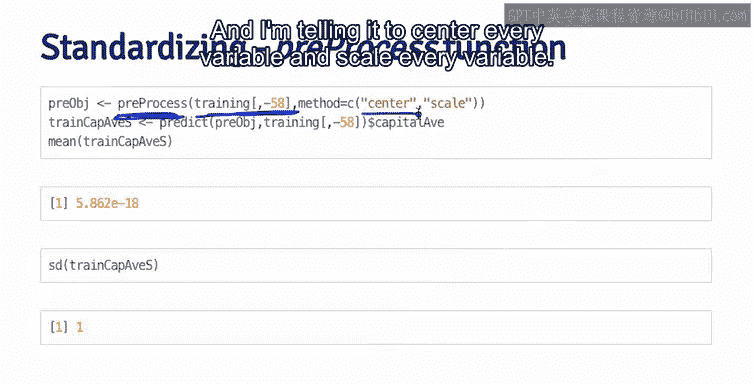 And I'm telling it to center every
variable and scale every variable.
Standardizing - preProcess function
preObj <- preProcess(training[,-58],method=c("center","scale"))
trainCapAveS <- predict(preObj,training[,-58])$capitalAve
mean(trainCapAveS)
[1] 5.862e-18
sd(trainCapAveS)
[1] 1